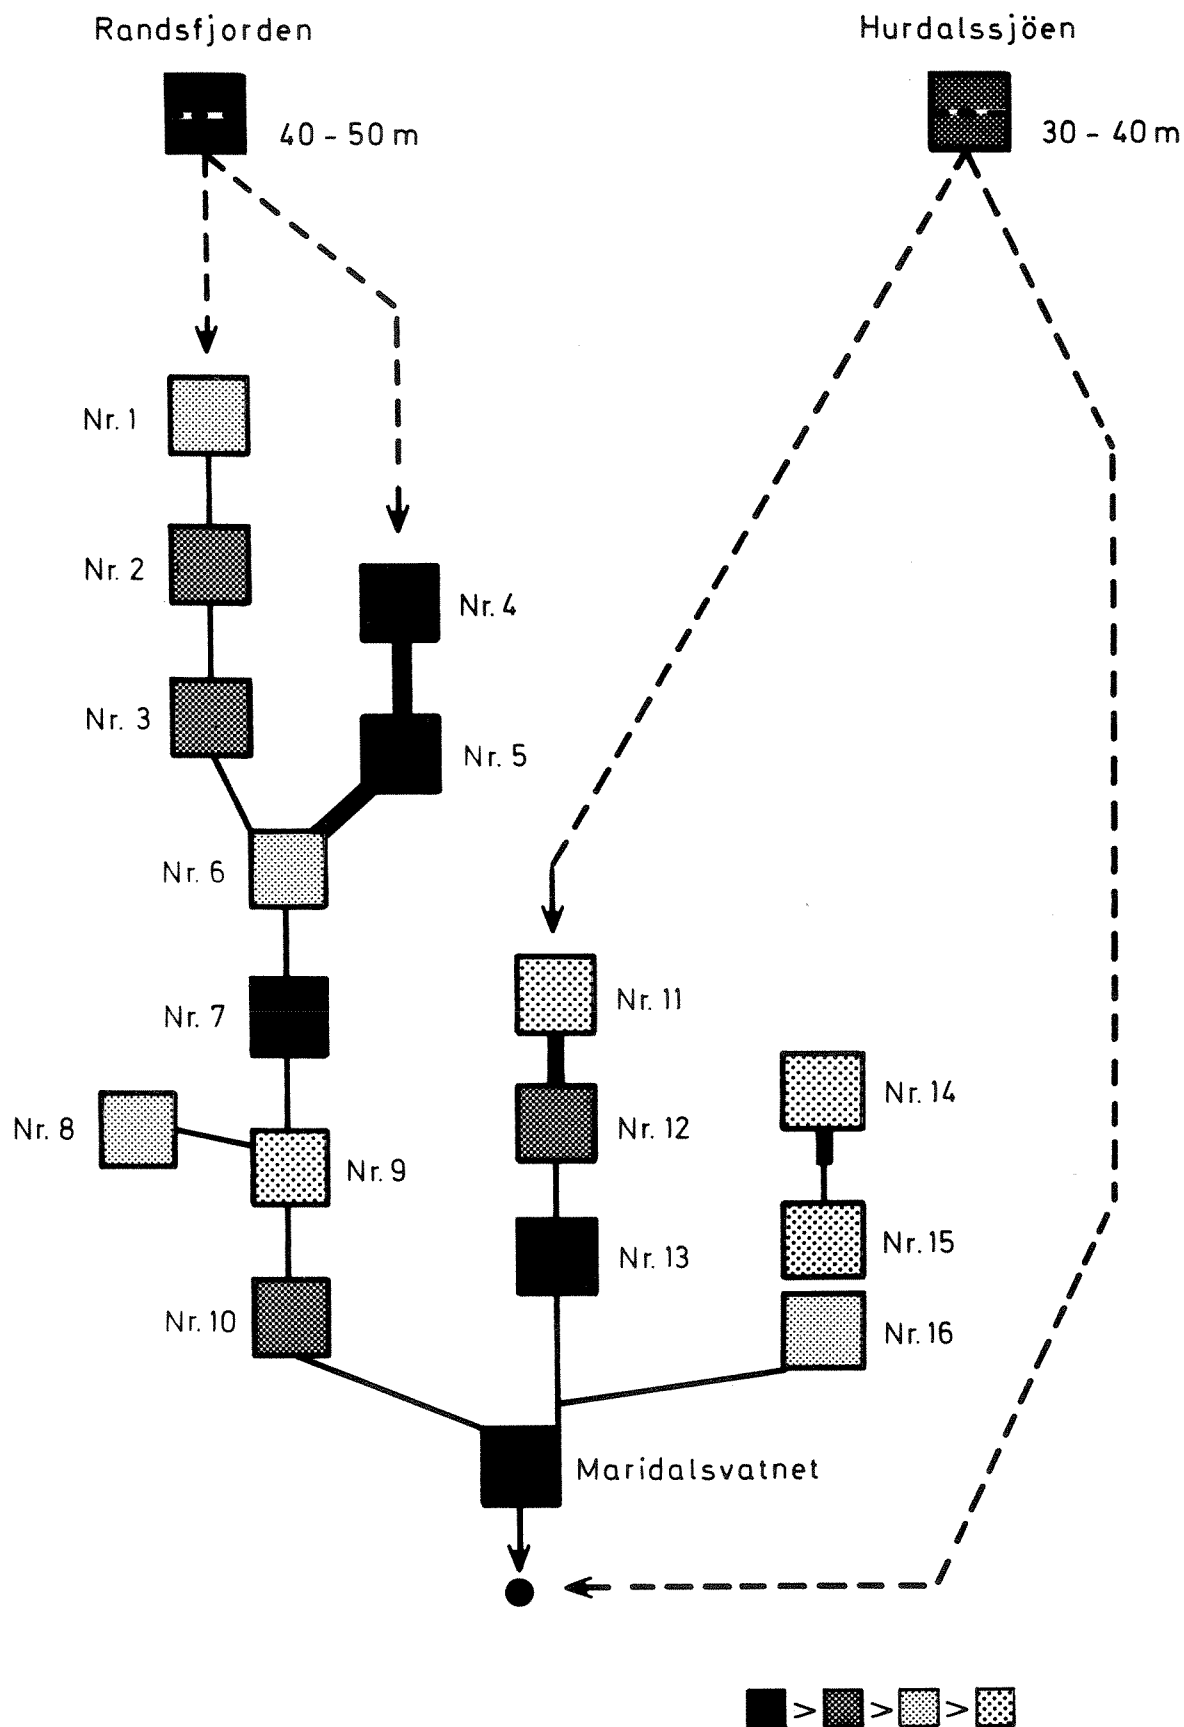 Randsfjorden
Hurdalssjöen
40 - 50 m
30 - 40 m
Nr. 1
Nr. 2
Nr. 4
Nr. 3
Nr. 5
Nr. 6
Nr. 11
Nr. 7
Nr. 14
Nr. 8
Nr. 12
Nr. 9
Nr. 15
Nr. 13
Nr. 10
Nr. 16
Maridalsvatnet
> > >